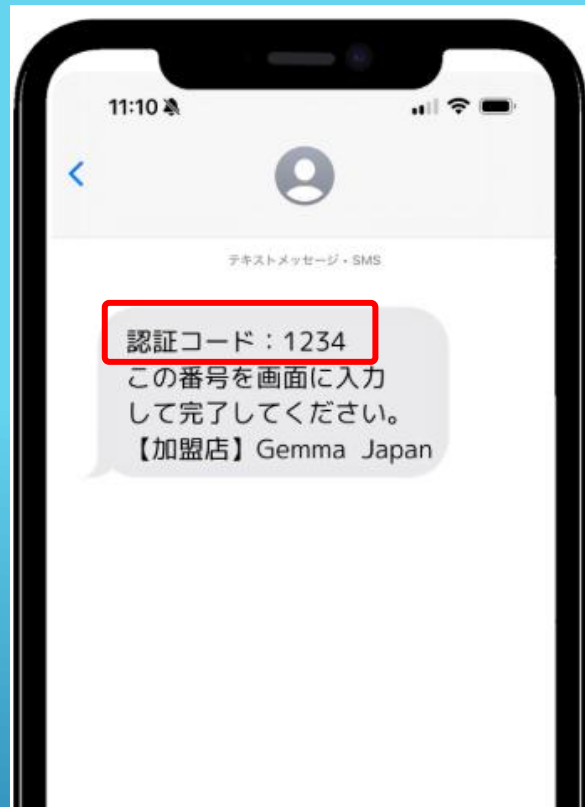 11:10
テキストメッセージ・SMS
認証コード：1234
この番号を画面に入力
して完了してください。
【加盟店】Gemma Japan